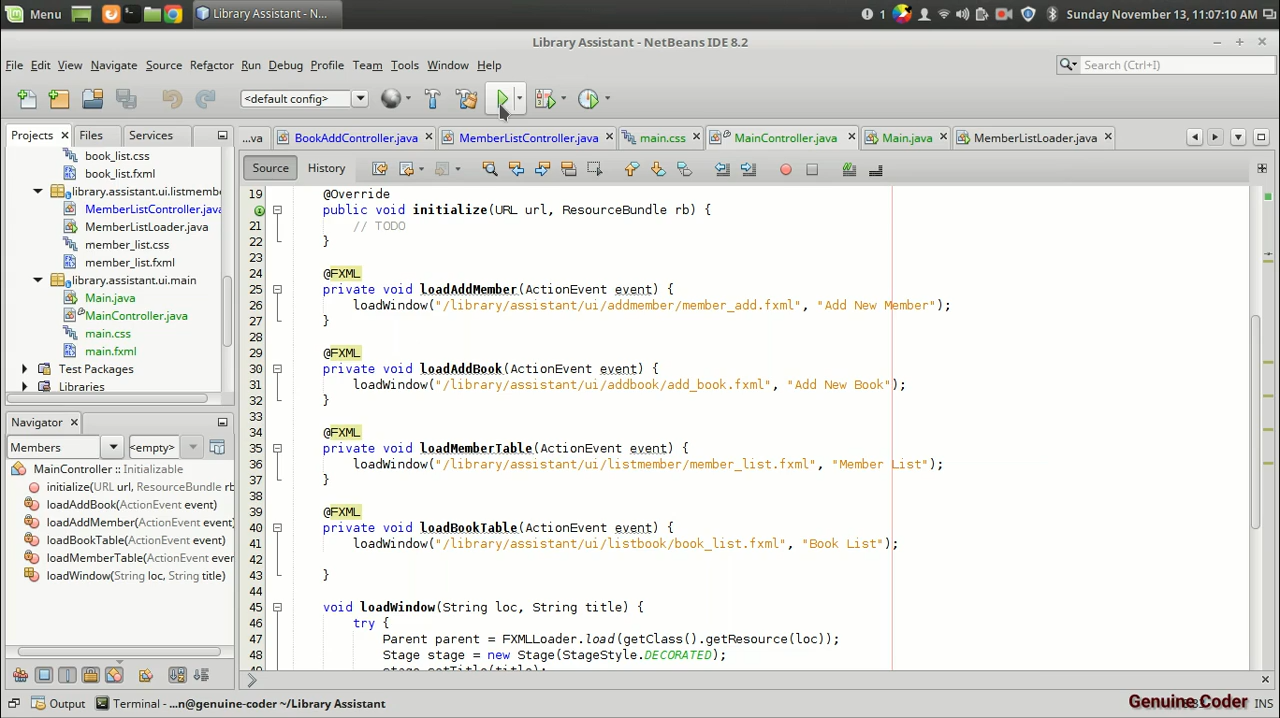 Menu
Library Assistant - N...
1
Sunday November 13, 11:07:10 AM
Library Assistant - NetBeans IDE 8.2
File Edit View Navigate Source Refactor Run Debug Profile Team Tools Window Help
Search (Ctrl+I)
<default config>
Projects Files Services
...va BookAddController.java MemberListController.java main.css MainController.java Main.java MemberListLoader.java
Source History
book_list.css
book_list.fxml
library.assistant.ui.listmembe
MemberListController.java
MemberListLoader.java
member_list.css
member_list.fxml
library.assistant.ui.main
Main.java
MainController.java
main.css
main.fxml
Test Packages
Libraries
Navigator
Members <empty>
MainController :: Initializable
initialize(URL url, ResourceBundle rb
loadAddBook(ActionEvent event)
loadAddMember(ActionEvent event)
loadBookTable(ActionEvent event)
loadMemberTable(ActionEvent eve
loadWindow(String loc, String title)
19 @Override
public void initialize(URL url, ResourceBundle rb) {
21 // TODO
22 }
23
24 @FXML
25 private void loadAddMember(ActionEvent event) {
26 loadWindow("/library/assistant/ui/addmember/member_add.fxml", "Add New Member");
27 }
28
29 @FXML
30 private void loadAddBook(ActionEvent event) {
31 loadWindow("/library/assistant/ui/addbook/add_book.fxml", "Add New Book");
32 }
33
34 @FXML
35 private void loadMemberTable(ActionEvent event) {
36 loadWindow("/library/assistant/ui/listmember/member_list.fxml", "Member List");
37 }
38
39 @FXML
40 private void loadBookTable(ActionEvent event) {
41 loadWindow("/library/assistant/ui/listbook/book_list.fxml", "Book List");
42
43 }
44
45 void loadWindow(String loc, String title) {
46 try {
47 Parent parent = FXMLLoader.load(getClass().getResource(loc));
48 Stage stage = new Stage(StageStyle.DECORATED);
49 stage.setTitle(title);
Output Terminal - ...n@genuine-coder ~/Library Assistant
Genuine Coder
INS